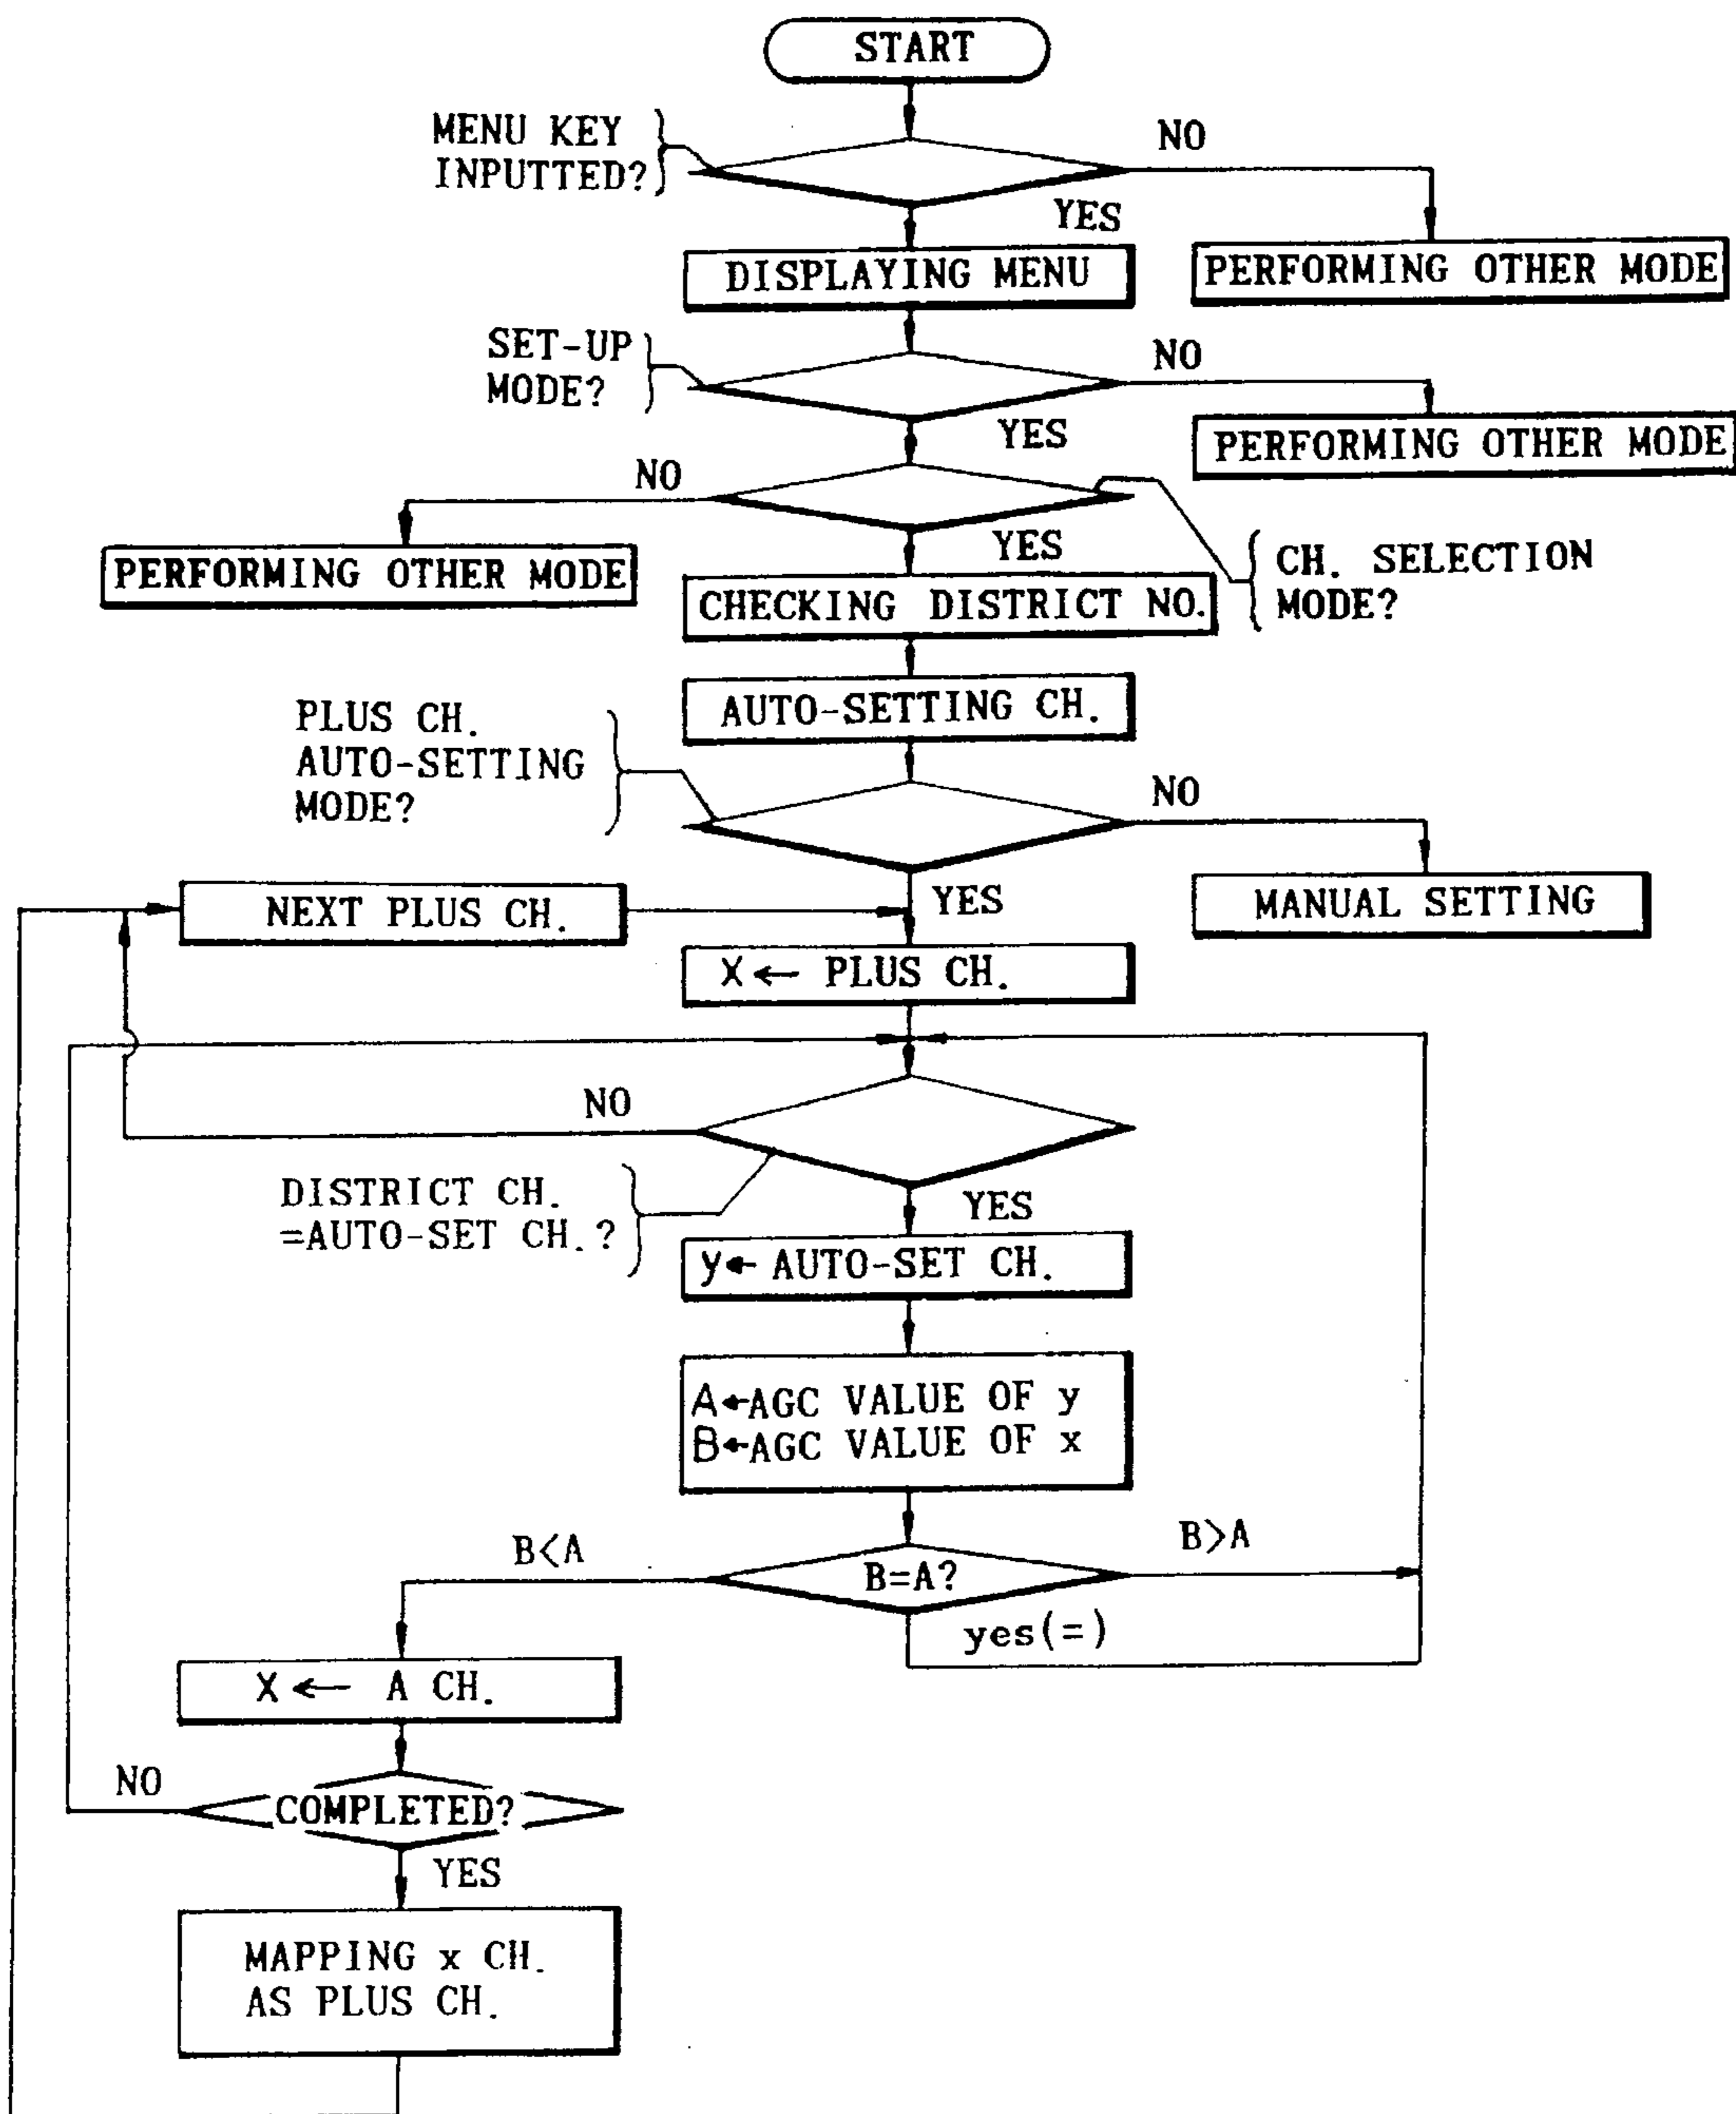 START
MENU KEY
INPUTTED?
NO
YES
DISPLAYING MENU
PERFORMING OTHER MODE
SET-UP
MODE?
NO
YES
PERFORMING OTHER MODE
NO
YES
PERFORMING OTHER MODE
CH. SELECTION
MODE?
CHECKING DISTRICT NO.
AUTO-SETTING CH.
PLUS CH.
AUTO-SETTING
MODE?
NO
YES
MANUAL SETTING
NEXT PLUS CH.
X ← PLUS CH.
NO
DISTRICT CH.
=AUTO-SET CH.?
YES
y← AUTO-SET CH.
A←AGC VALUE OF y
B←AGC VALUE OF x
B<A
B=A?
B>A
yes(=)
X ← A CH.
NO
COMPLETED?
YES
MAPPING x CH.
AS PLUS CH.